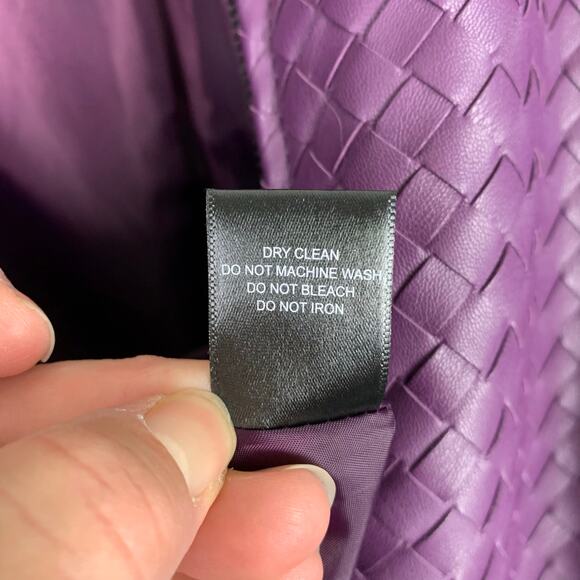 DRY CLEAN
DO NOT MACHINE WASH
DO NOT BLEACH
DO NOT IRON